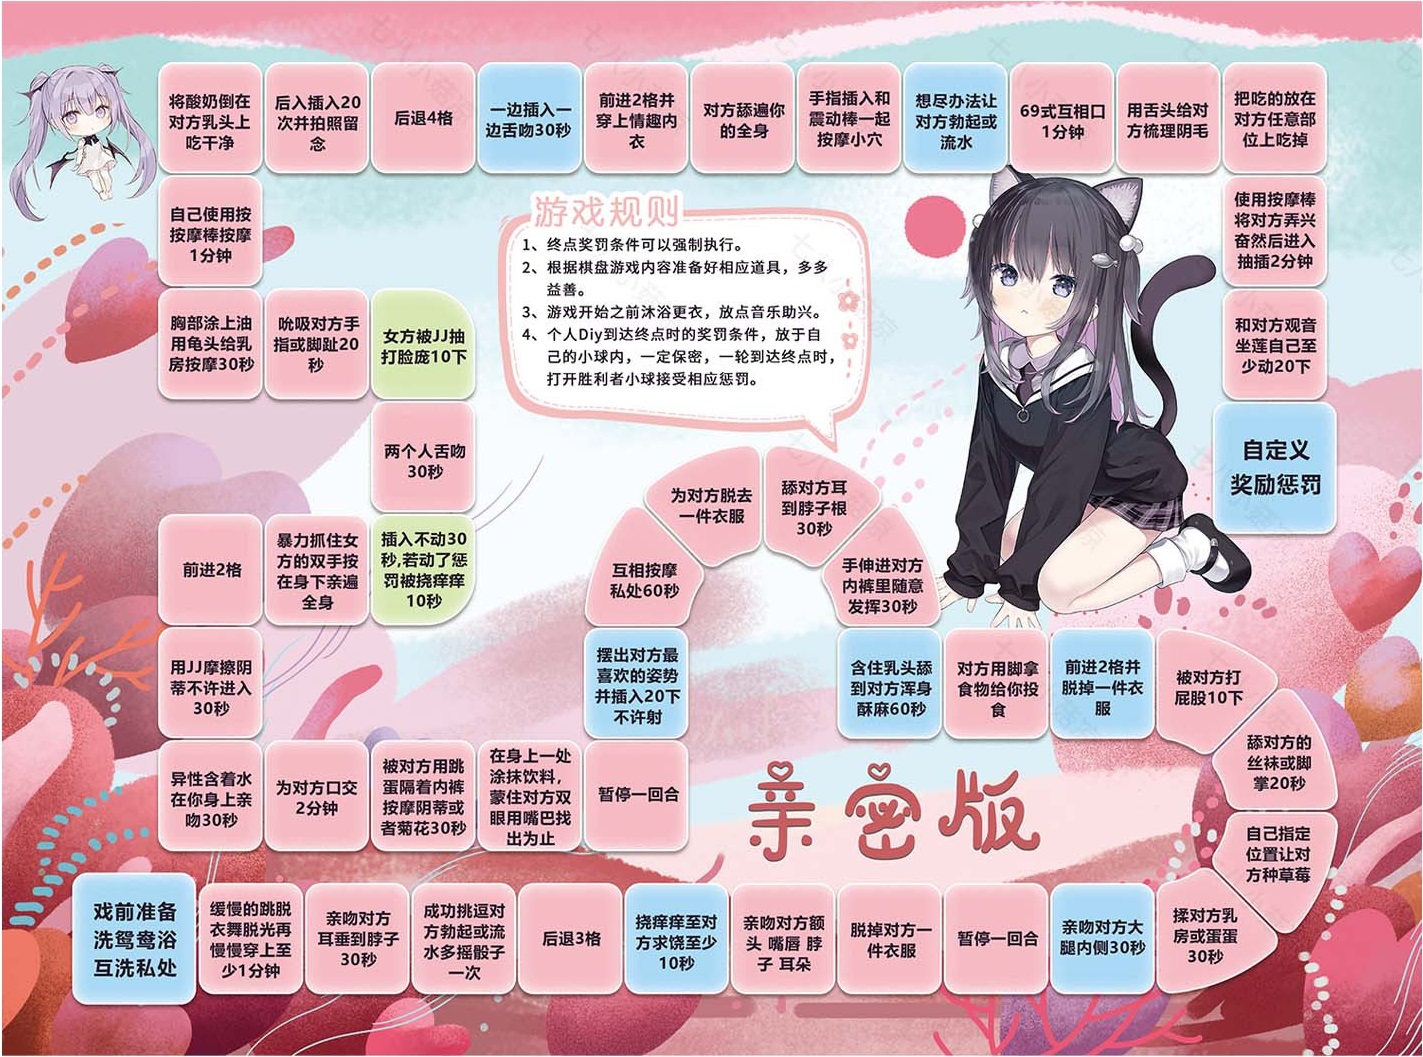 将酸奶倒在
对方乳头上
吃干净
后入插入20
次并拍照留
念
后退4格
一边插入一
边舌吻30秒
前进2格并
穿上情趣内
衣
对方舔遍你
的全身
手指插入和
震动棒一起
按摩小穴
想尽办法让
对方勃起或
流水
69式互相口
1分钟
用舌头给对
方梳理阴毛
把吃的放在
对方任意部
位上吃掉
自己使用按
按摩棒按摩
1分钟
使用按摩棒
将对方弄兴
奋然后进入
抽插2分钟
游戏规则
1、终点奖罚条件可以强制执行。
2、根据棋盘游戏内容准备好相应道具，多多
益善。
3、游戏开始之前沐浴更衣，放点音乐助兴。
4、个人Diy到达终点时的奖罚条件，放于自
己的小球内，一定保密，一轮到达终点时，
打开胜利者小球接受相应惩罚。
胸部涂上油
用龟头给乳
房按摩30秒
吮吸对方手
指或脚趾20
秒
女方被JJ抽
打脸庞10下
和对方观音
坐莲自己至
少动20下
两个人舌吻
30秒
自定义
奖励惩罚
为对方脱去
一件衣服
舔对方耳
到脖子根
30秒
前进2格
暴力抓住女
方的双手按
在身下亲遍
全身
插入不动30
秒,若动了惩
罚被挠痒痒
10秒
互相按摩
私处60秒
手伸进对方
内裤里随意
发挥30秒
用JJ摩擦阴
蒂不许进入
30秒
摆出对方最
喜欢的姿势
并插入20下
不许射
含住乳头舔
到对方浑身
酥麻60秒
对方用脚拿
食物给你投
食
前进2格并
脱掉一件衣
服
被对方打
屁股10下
舔对方的
丝袜或脚
掌20秒
异性含着水
在你身上亲
吻30秒
为对方口交
2分钟
被对方用跳
蛋隔着内裤
按摩阴蒂或
者菊花30秒
在身上一处
涂抹饮料，
蒙住对方双
眼用嘴巴找
出为止
暂停一回合
亲密版
自己指定
位置让对
方种草莓
戏前准备
洗鸳鸯浴
互洗私处
缓慢的跳脱
衣舞脱光再
慢慢穿上至
少1分钟
亲吻对方
耳垂到脖子
30秒
成功挑逗对
方勃起或流
水多摇骰子
一次
后退3格
挠痒痒至对
方求饶至少
10秒
亲吻对方额
头 嘴唇 脖
子 耳朵
脱掉对方一
件衣服
暂停一回合
亲吻对方大
腿内侧30秒
揉对方乳
房或蛋蛋
30秒